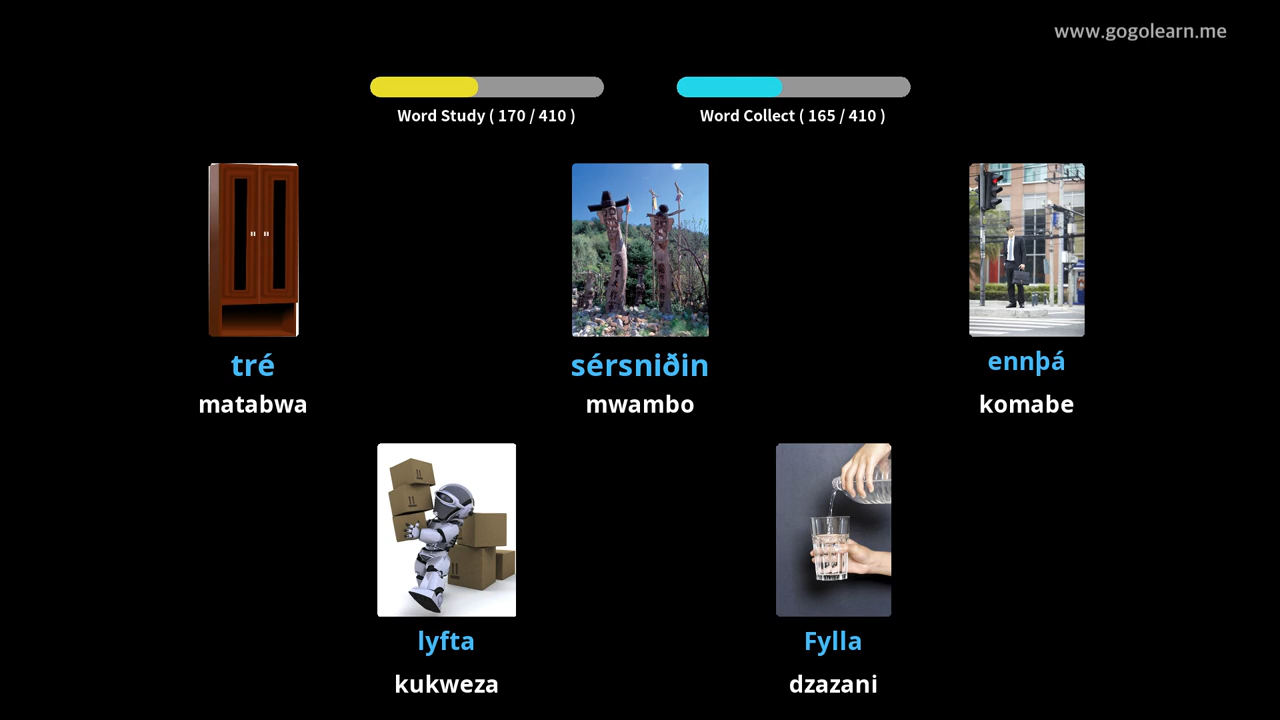 www.gogolearn.me
Word Study ( 170 / 410 )
Word Collect ( 165 / 410 )
tré
matabwa
sérsniðin
mwambo
ennþá
komabe
lyfta
kukweza
Fylla
dzazani